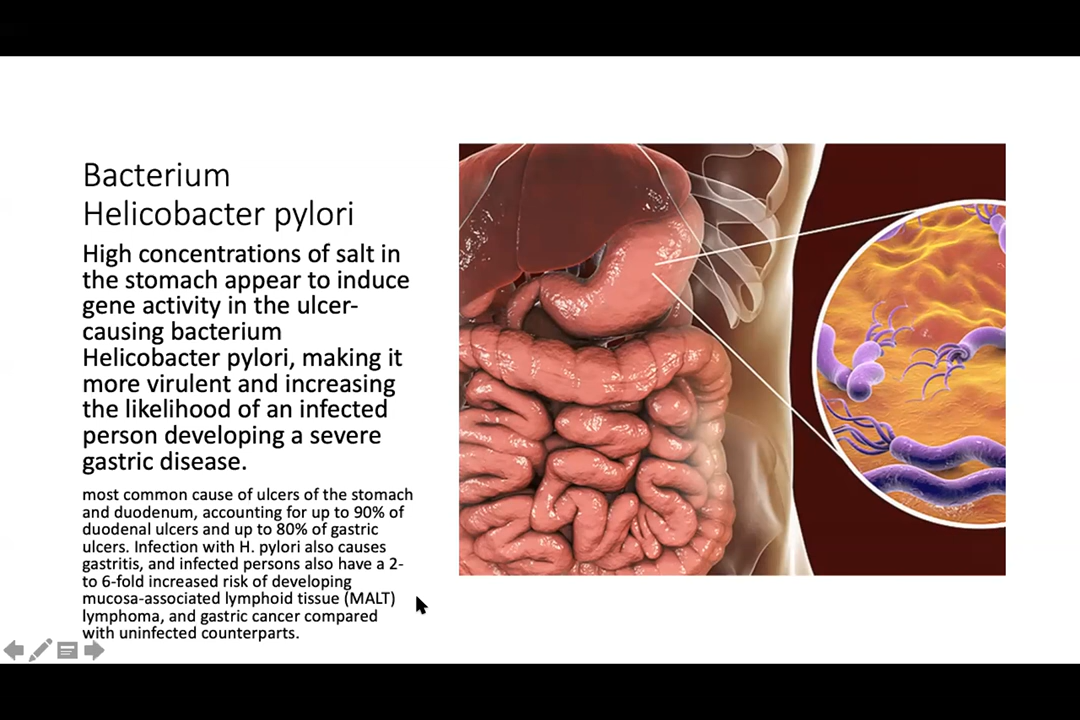 Bacterium
Helicobacter pylori
High concentrations of salt in
the stomach appear to induce
gene activity in the ulcer-
causing bacterium
Helicobacter pylori, making it
more virulent and increasing
the likelihood of an infected
person developing a severe
gastric disease.
most common cause of ulcers of the stomach
and duodenum, accounting for up to 90% of
duodenal ulcers and up to 80% of gastric
ulcers. Infection with H. pylori also causes
gastritis, and infected persons also have a 2-
to 6-fold increased risk of developing
mucosa-associated lymphoid tissue (MALT)
lymphoma, and gastric cancer compared
with uninfected counterparts.